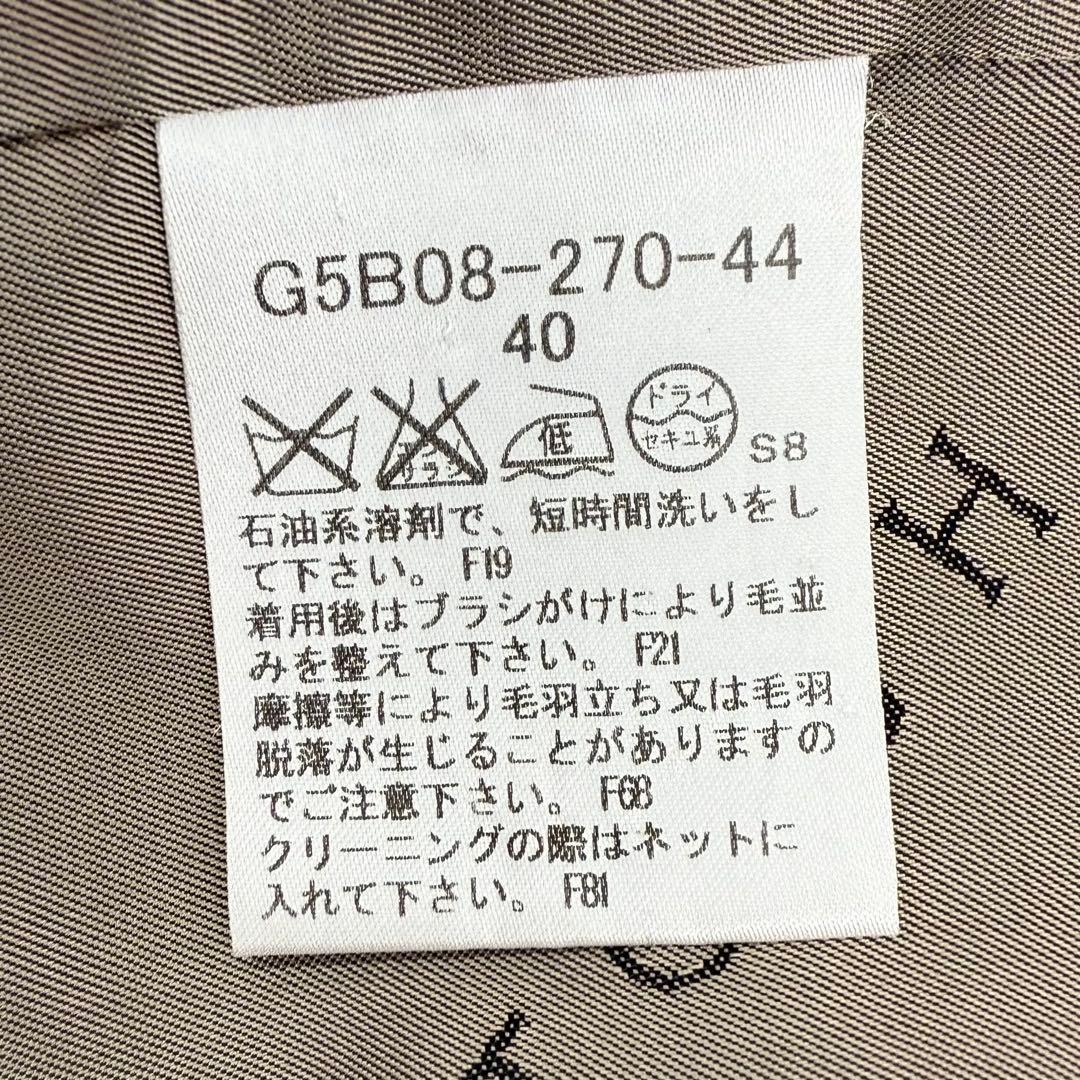 G5B08-270-44
40
低
ドライ
セキユ系
S8
石油系溶剤で、短時間洗いをし
て下さい。 F19
着用後はブラシがけにより毛並
みを整えて下さい。 F21
摩擦等により毛羽立ち又は毛羽
脱落が生じることがありますの
でご注意下さい。 F68
クリーニングの際はネットに
入れて下さい。 F81
H